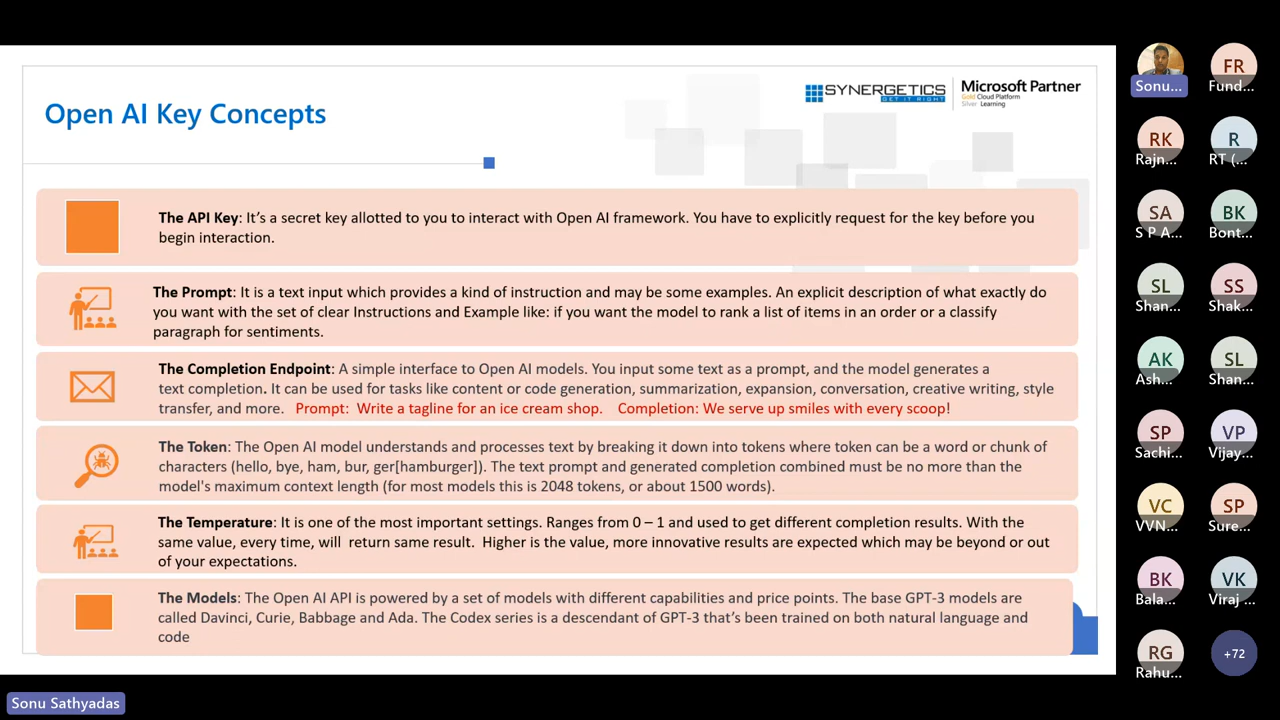 Open AI Key Concepts
SYNERGETICS
GET IT RIGHT
Microsoft Partner
Gold Cloud Platform
Silver Learning
The API Key: It's a secret key allotted to you to interact with Open AI framework. You have to explicitly request for the key before you
begin interaction.
The Prompt: It is a text input which provides a kind of instruction and may be some examples. An explicit description of what exactly do
you want with the set of clear Instructions and Example like: if you want the model to rank a list of items in an order or a classify
paragraph for sentiments.
The Completion Endpoint: A simple interface to Open AI models. You input some text as a prompt, and the model generates a
text completion. It can be used for tasks like content or code generation, summarization, expansion, conversation, creative writing, style
transfer, and more. Prompt: Write a tagline for an ice cream shop. Completion: We serve up smiles with every scoop!
The Token: The Open AI model understands and processes text by breaking it down into tokens where token can be a word or chunk of
characters (hello, bye, ham, bur, ger[hamburger]). The text prompt and generated completion combined must be no more than the
model's maximum context length (for most models this is 2048 tokens, or about 1500 words).
The Temperature: It is one of the most important settings. Ranges from 0 – 1 and used to get different completion results. With the
same value, every time, will return same result. Higher is the value, more innovative results are expected which may be beyond or out
of your expectations.
The Models: The Open AI API is powered by a set of models with different capabilities and price points. The base GPT-3 models are
called Davinci, Curie, Babbage and Ada. The Codex series is a descendant of GPT-3 that's been trained on both natural language and
code
Sonu...
FR
Fund...
RK
Rajn...
R
RT (...
SA
S P A...
BK
Bont...
SL
Shan...
SS
Shak...
AK
Ash...
SL
Shan...
SP
Sachi...
VP
Vijay...
VC
VVN...
SP
Sure...
BK
Bala...
VK
Viraj ...
RG
Rahu...
+72
Sonu Sathyadas